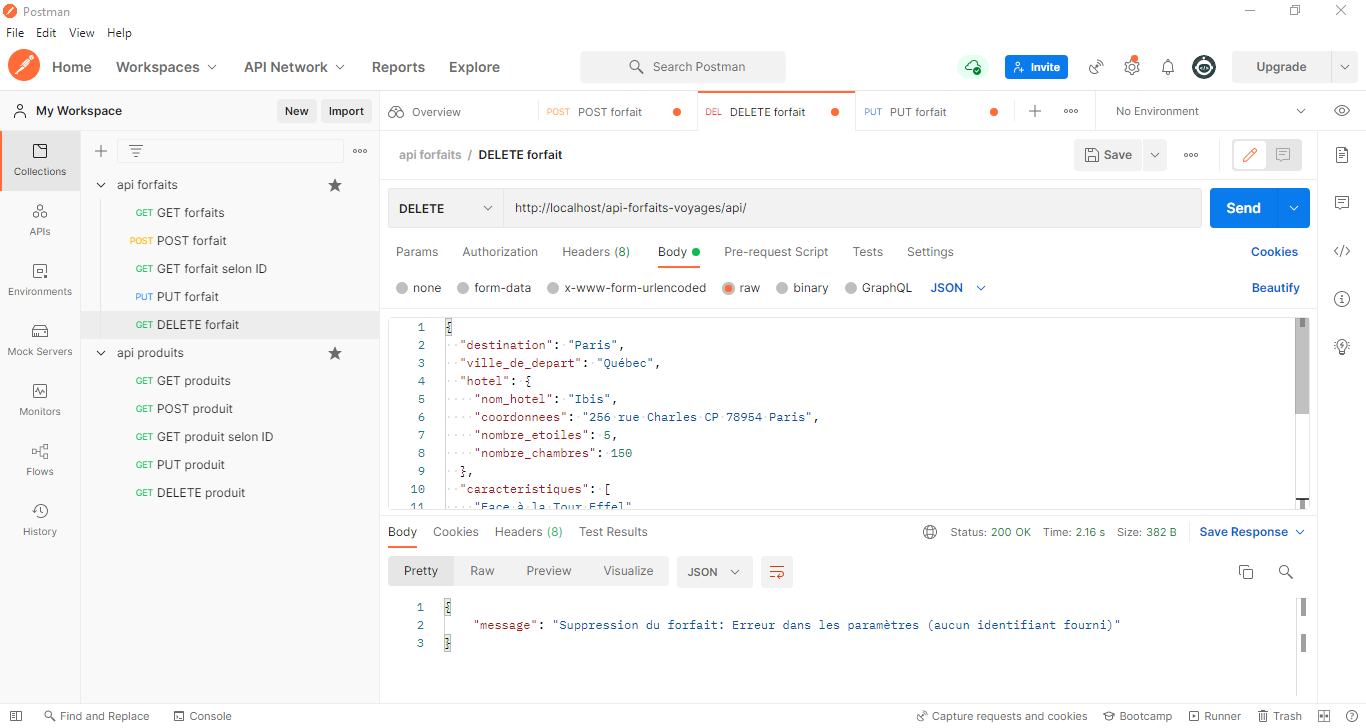 Postman
File Edit View Help
Home Workspaces API Network Reports Explore Search Postman Invite Upgrade
My Workspace New Import
Overview POST POST forfait DEL DELETE forfait PUT PUT forfait No Environment
Collections
APIs
Environments
Mock Servers
Monitors
Flows
History
api forfaits
GET GET forfaits
POST POST forfait
GET GET forfait selon ID
PUT PUT forfait
GET DELETE forfait
api produits
GET GET produits
GET POST produit
GET GET produit selon ID
GET PUT produit
GET DELETE produit
api forfaits / DELETE forfait Save
DELETE http://localhost/api-forfaits-voyages/api/ Send
Params Authorization Headers (8) Body Pre-request Script Tests Settings Cookies
none form-data x-www-form-urlencoded raw binary GraphQL JSON Beautify
1 {
2 "destination": "Paris",
3 "ville_de_depart": "Québec",
4 "hotel": {
5 "nom_hotel": "Ibis",
6 "coordonnees": "256 rue Charles CP 78954 Paris",
7 "nombre_etoiles": 5,
8 "nombre_chambres": 150
9 },
10 "caracteristiques": [
11 "Face à la Tour Eiffel"
Body Cookies Headers (8) Test Results Status: 200 OK Time: 2.16 s Size: 382 B Save Response
Pretty Raw Preview Visualize JSON
1 {
2 "message": "Suppression du forfait: Erreur dans les paramètres (aucun identifiant fourni)"
3 }
Find and Replace Console Capture requests and cookies Bootcamp Runner Trash